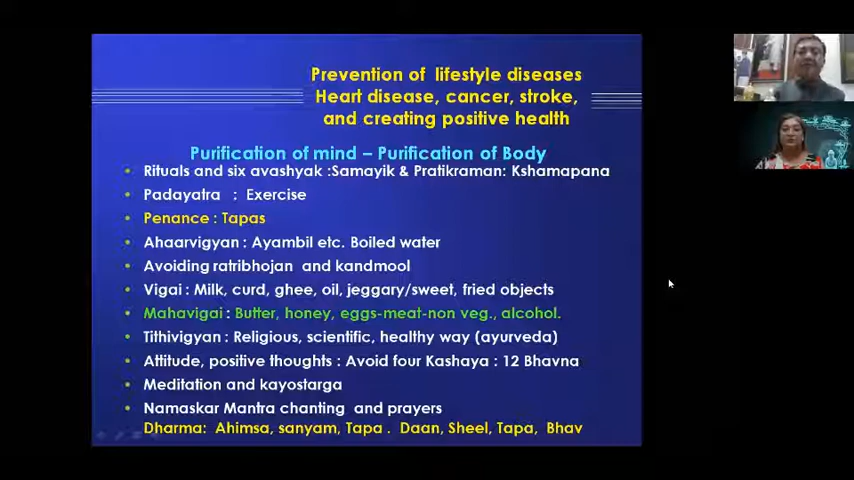 Prevention of lifestyle diseases
Heart disease, cancer, stroke,
and creating positive health
Purification of mind – Purification of Body
• Rituals and six avashyak :Samayik & Pratikraman: Kshamapana
• Padayatra : Exercise
• Penance : Tapas
• Ahaarvigyan : Ayambil etc. Boiled water
• Avoiding ratribhojan and kandmool
• Vigai : Milk, curd, ghee, oil, jeggary/sweet, fried objects
• Mahavigai : Butter, honey, eggs-meat-non veg., alcohol.
• Tithivigyan : Religious, scientific, healthy way (ayurveda)
• Attitude, positive thoughts : Avoid four Kashaya : 12 Bhavna
• Meditation and kayostarga
• Namaskar Mantra chanting and prayers
Dharma: Ahimsa, sanyam, Tapa . Daan, Sheel, Tapa, Bhav